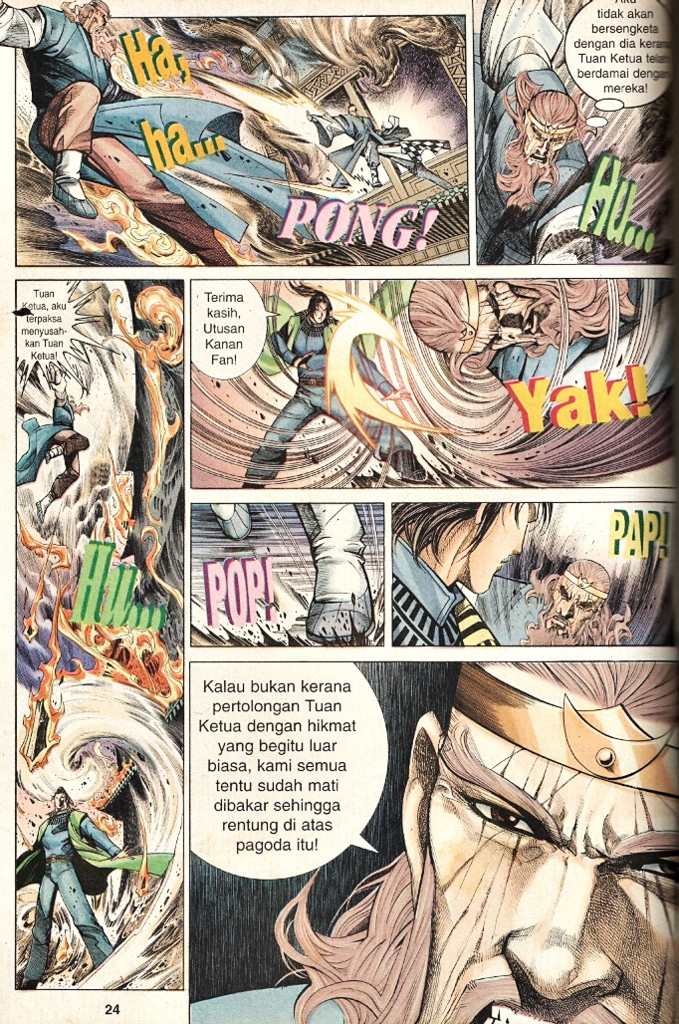 Ha,
ha...
PONG!
Aku
tidak akan
bersengketa
dengan dia kerana
Tuan Ketua telah
berdamai dengan
mereka!
Hu...
Tuan
Ketua, aku
terpaksa
menyusah-
kan Tuan
Ketua!
Hu...
Terima
kasih,
Utusan
Kanan
Fan!
Yak!
POP!
PAP!
Kalau bukan kerana
pertolongan Tuan
Ketua dengan hikmat
yang begitu luar
biasa, kami semua
tentu sudah mati
dibakar sehingga
rentung di atas
pagoda itu!
24